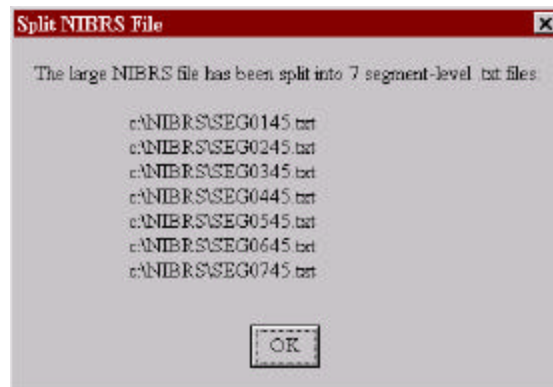 Split NIBRS File
The large NIBRS file has been split into 7 segment-level .txt files:
c:\NIBRS\SEG0145.txt
c:\NIBRS\SEG0245.txt
c:\NIBRS\SEG0345.txt
c:\NIBRS\SEG0445.txt
c:\NIBRS\SEG0545.txt
c:\NIBRS\SEG0645.txt
c:\NIBRS\SEG0745.txt
OK